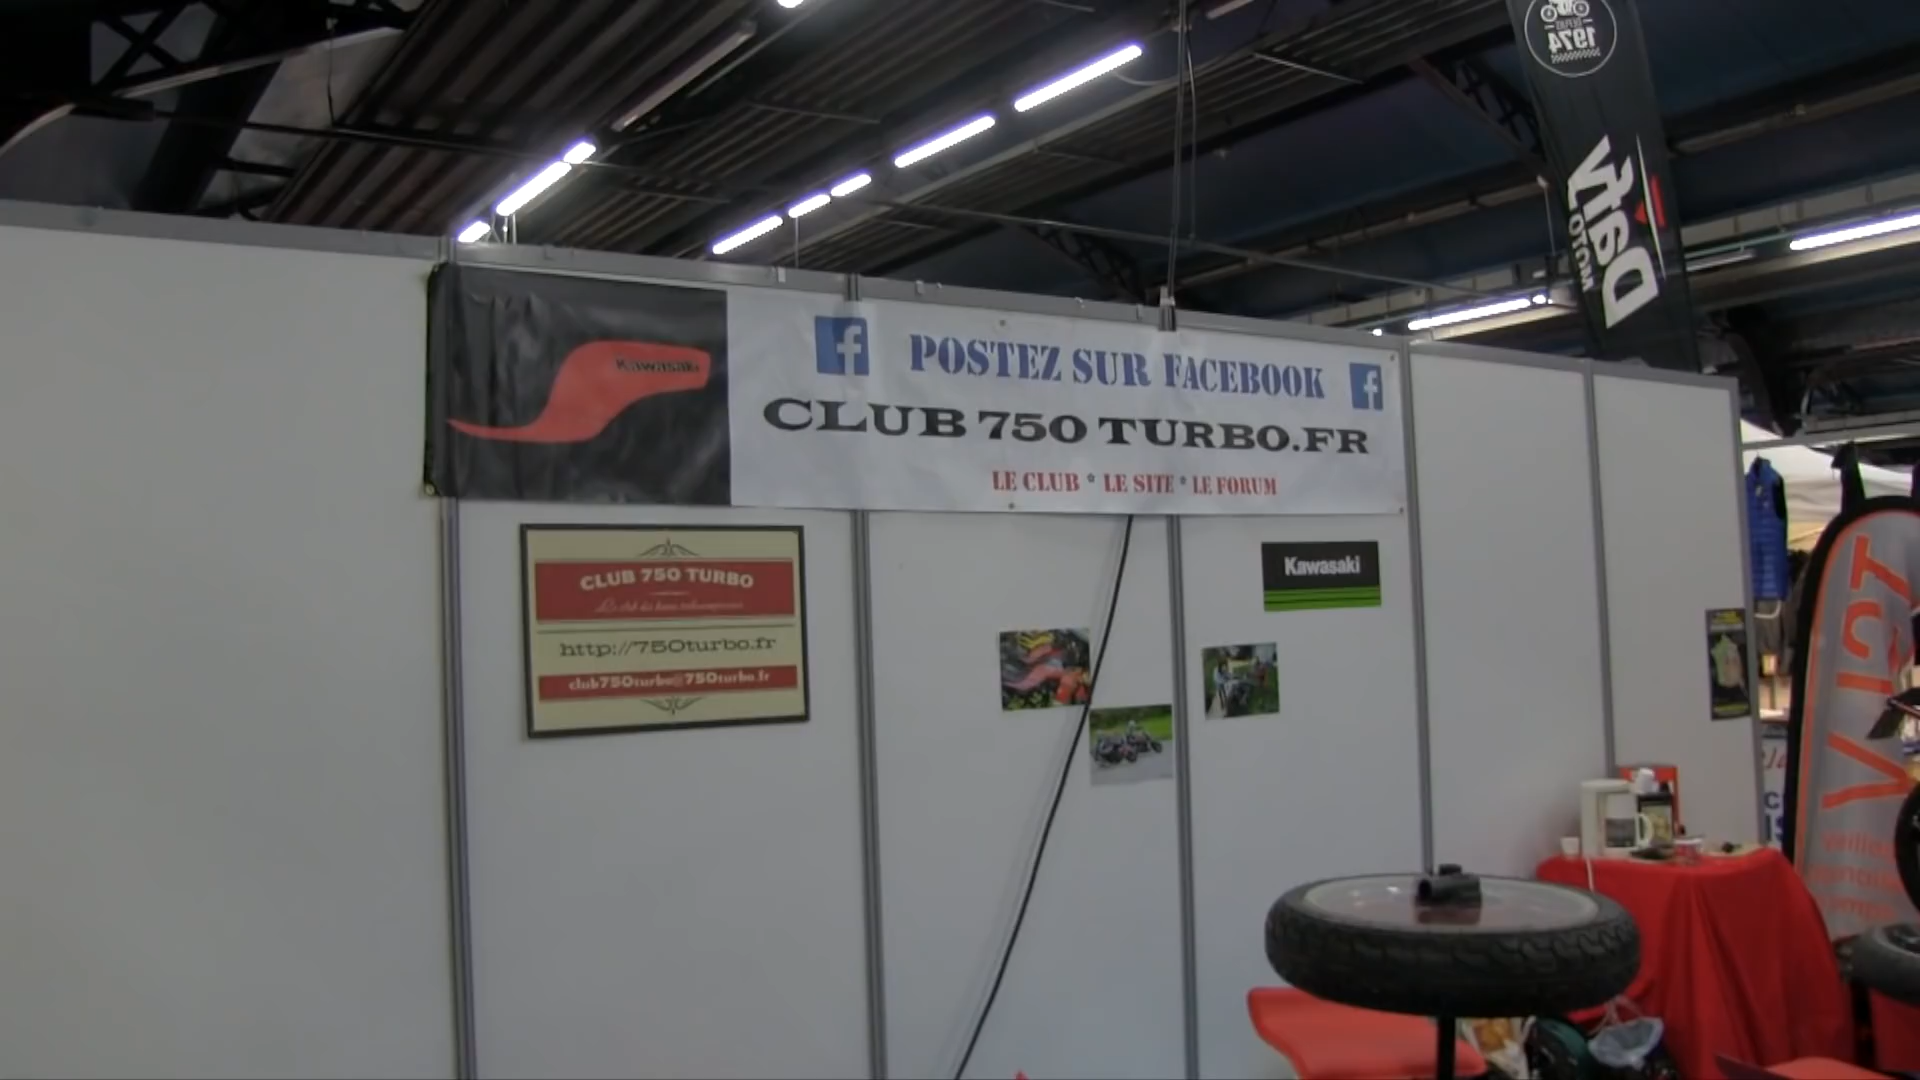 DEPUIS
1974
Dafy
MOTO
Kawasaki
POSTEZ SUR FACEBOOK
CLUB 750 TURBO.FR
LE CLUB * LE SITE * LE FORUM
CLUB 750 TURBO
http://750turbo.fr
club750turbo@750turbo.fr
Kawasaki